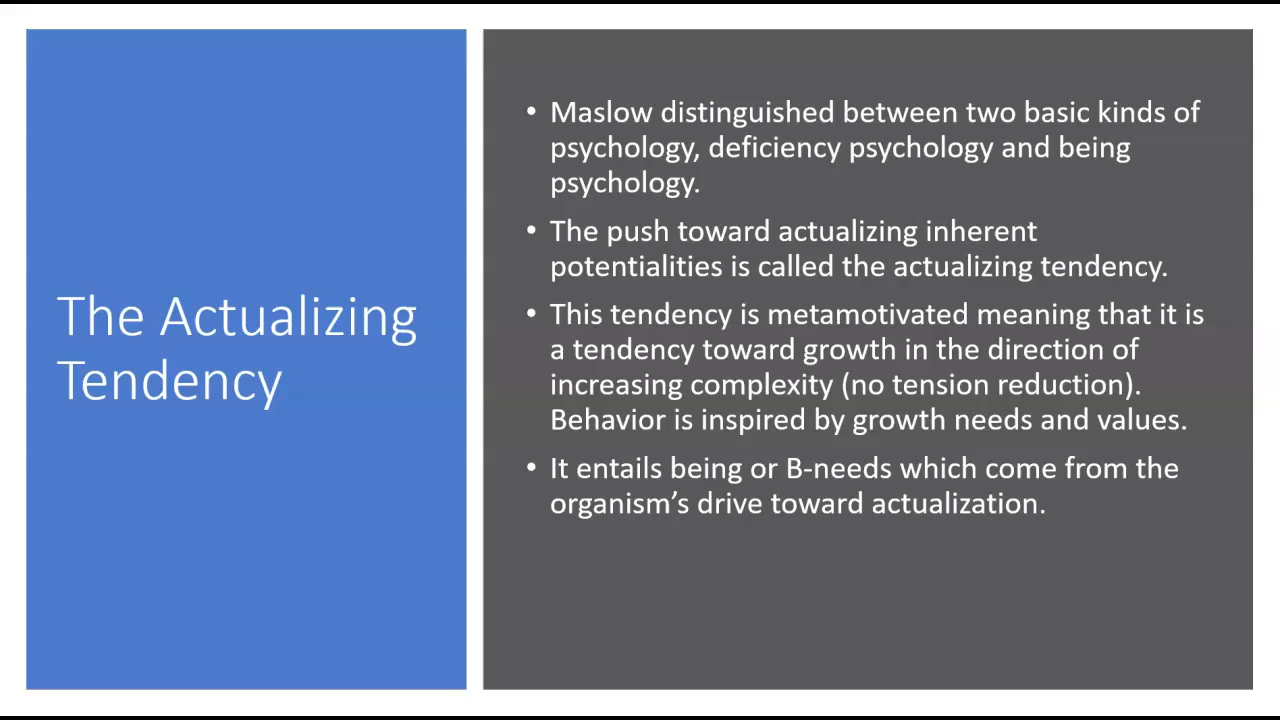 The Actualizing
Tendency
• Maslow distinguished between two basic kinds of
psychology, deficiency psychology and being
psychology.
• The push toward actualizing inherent
potentialities is called the actualizing tendency.
• This tendency is metamotivated meaning that it is
a tendency toward growth in the direction of
increasing complexity (no tension reduction).
Behavior is inspired by growth needs and values.
• It entails being or B-needs which come from the
organism’s drive toward actualization.